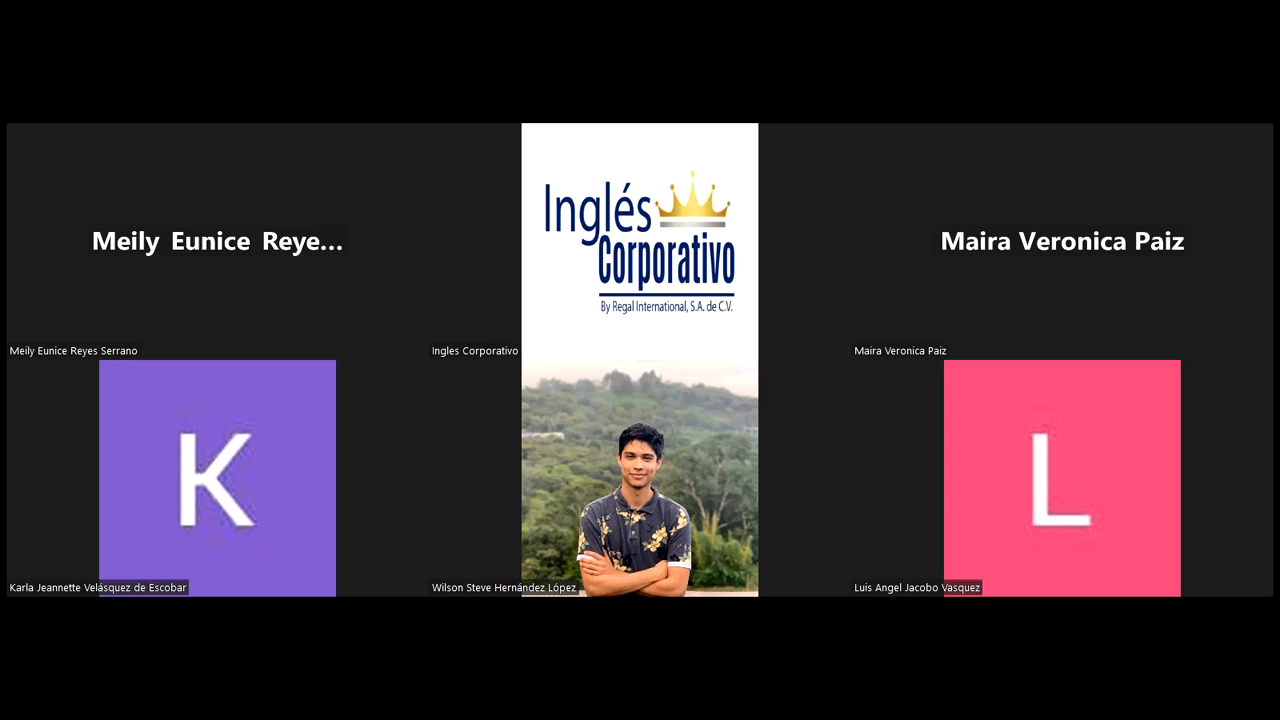 Meily Eunice Reye...
Inglés
Corporativo
By Regal International, S.A. de C.V.
Maira Veronica Paiz
Meily Eunice Reyes Serrano
Ingles Corporativo
Maira Veronica Paiz
K
L
Karla Jeannette Velásquez de Escobar
Wilson Steve Hernández López
Luis Angel Jacobo Vasquez